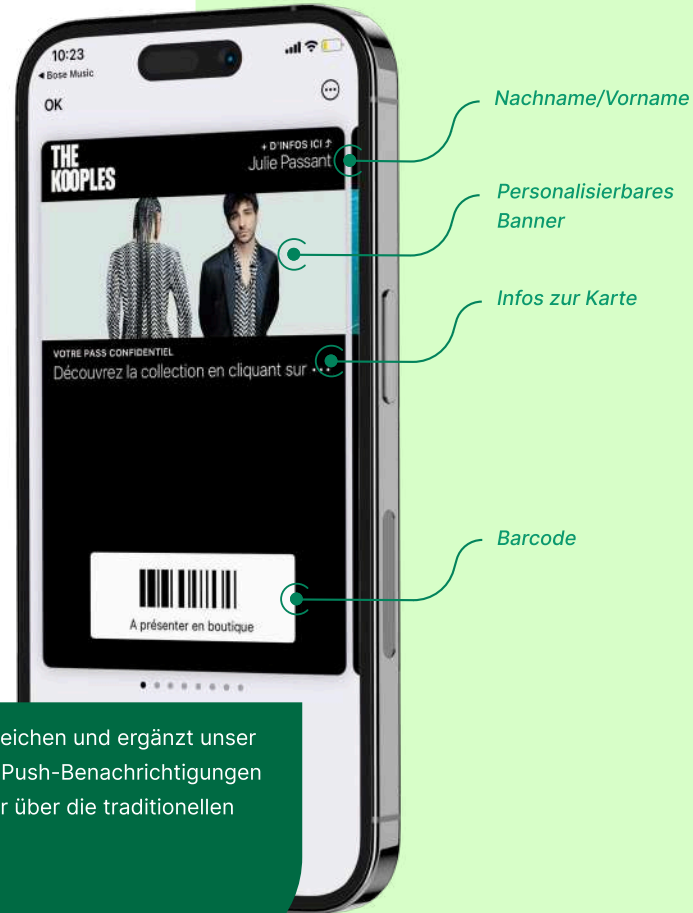 10:23
◀ Bose Music
OK
THE
KOOPLES
+ D'INFOS ICI
Julie Passant
VOTRE PASS CONFIDENTIEL
Découvrez la collection en cliquant sur •••
A présenter en boutique
Nachname/Vorname
Personalisierbares
Banner
Infos zur Karte
Barcode
eichen und ergänzt unser
Push-Benachrichtigungen
r über die traditionellen